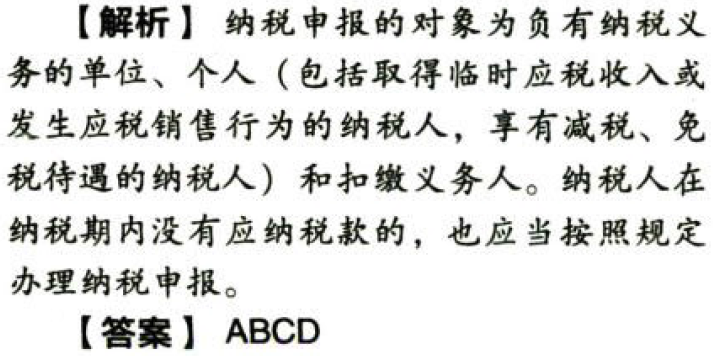 【解析】 纳税申报的对象为负有纳税义
务的单位、个人（包括取得临时应税收入或
发生应税销售行为的纳税人，享有减税、免
税待遇的纳税人）和扣缴义务人。纳税人在
纳税期内没有应纳税款的，也应当按照规定
办理纳税申报。
【答案】 ABCD